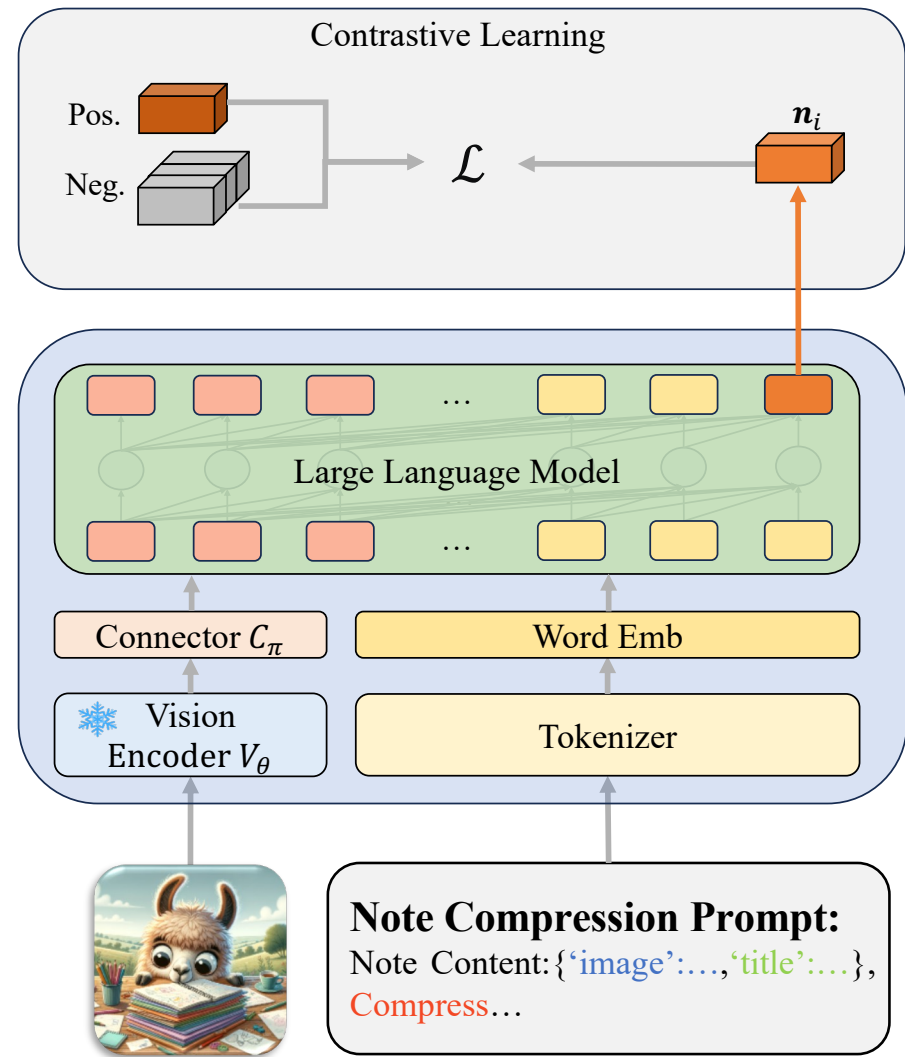 Contrastive Learning
Pos.
Neg.
ℒ
𝒏ᵢ
…
Large Language Model
…
Connector C_π
Word Emb
Vision
Encoder V_θ
Tokenizer
Note Compression Prompt:
Note Content:{‘image’:…,‘title’:…},
Compress…